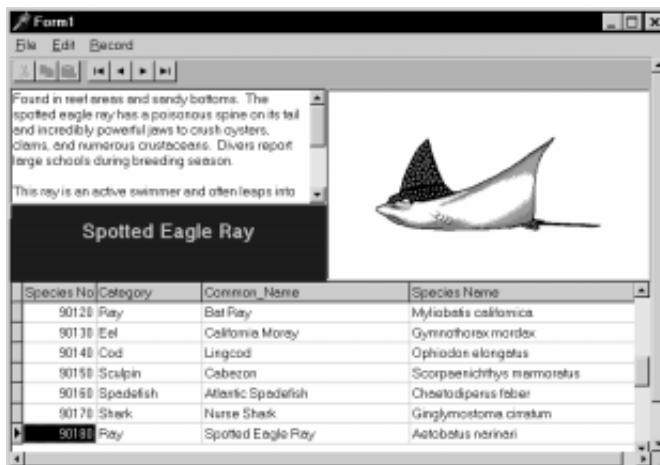 Form1
File Edit Record
Found in reef areas and sandy bottoms. The
spotted eagle ray has a poisonous spine on its tail
and incredibly powerful jaws to crush oysters,
clams, and numerous crustaceans. Divers report
large schools during breeding season.
This ray is an active swimmer and often leaps into
Spotted Eagle Ray
Species No Category Common_Name Species Name
90120 Ray Bat Ray Myliobatis californica
90130 Eel California Moray Gymnothorax mordax
90140 Cod Lingcod Ophiodon elongatus
90150 Sculpin Cabezon Scorpaenichthys marmoratus
90160 Spadefish Atlantic Spadefish Chaetodiperus faber
90170 Shark Nurse Shark Ginglymostoma cirratum
90180 Ray Spotted Eagle Ray Aetobatus narinari